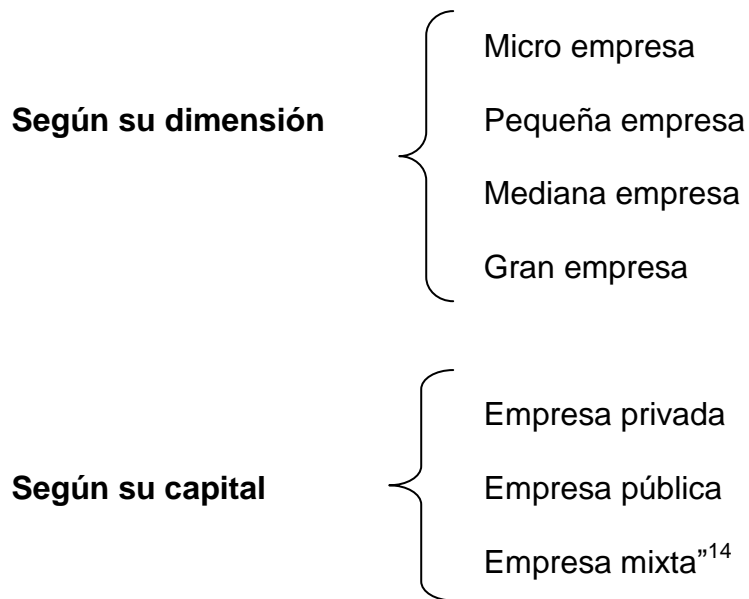 Micro empresa
Según su dimensión
Pequeña empresa
Mediana empresa
Gran empresa
Empresa privada
Según su capital
Empresa pública
Empresa mixta”14